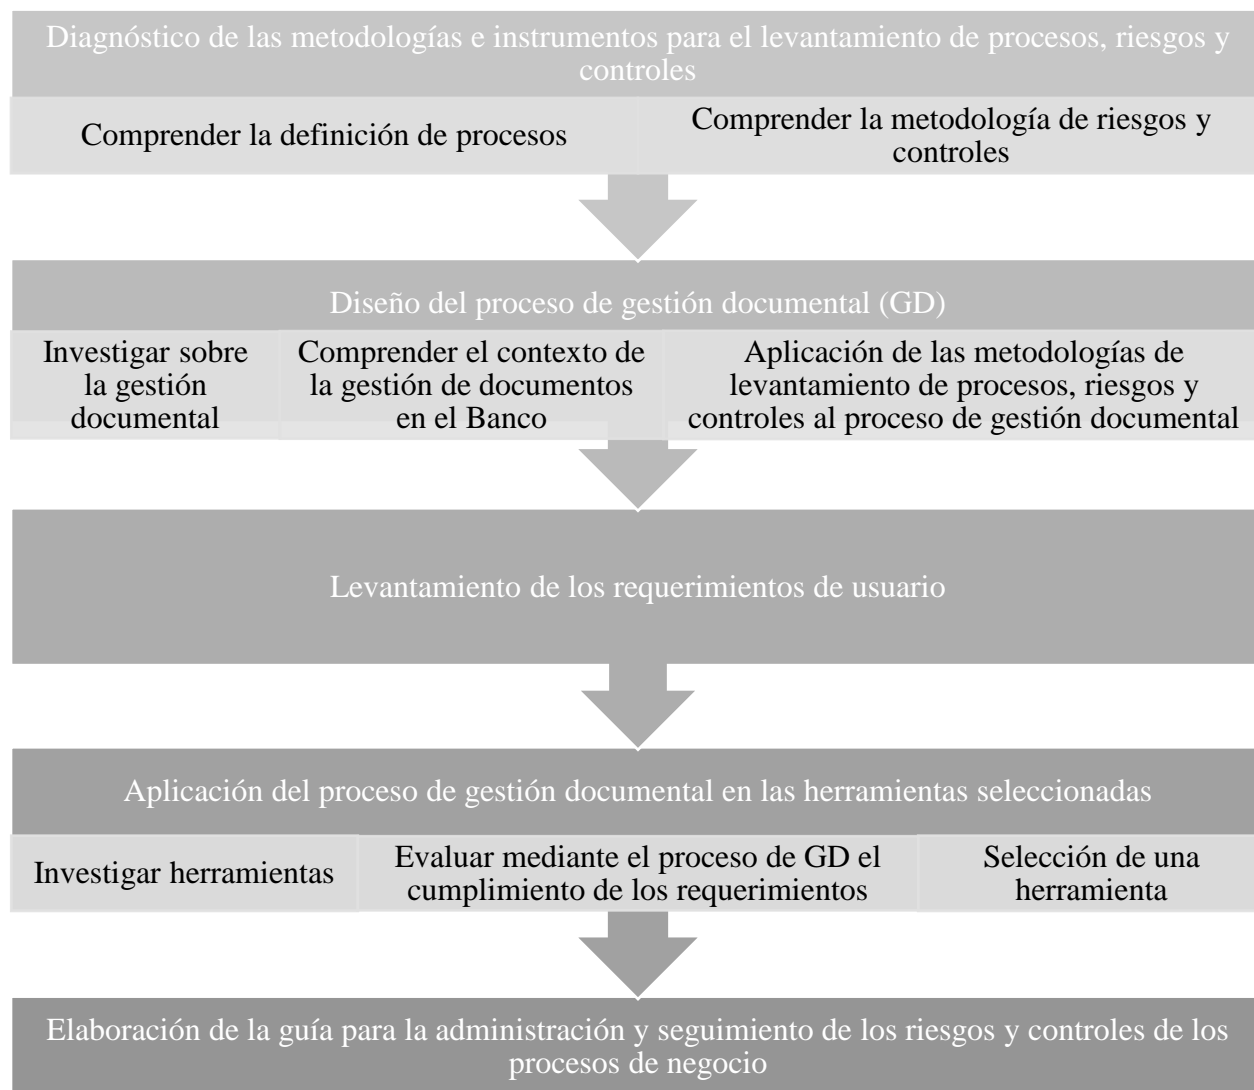 Diagnóstico de las metodologías e instrumentos para el levantamiento de procesos, riesgos y
controles
Comprender la definición de procesos
Comprender la metodología de riesgos y
controles
Diseño del proceso de gestión documental (GD)
Investigar sobre
la gestión
documental
Comprender el contexto de
la gestión de documentos
en el Banco
Aplicación de las metodologías de
levantamiento de procesos, riesgos y
controles al proceso de gestión documental
Levantamiento de los requerimientos de usuario
Aplicación del proceso de gestión documental en las herramientas seleccionadas
Investigar herramientas
Evaluar mediante el proceso de GD el
cumplimiento de los requerimientos
Selección de una
herramienta
Elaboración de la guía para la administración y seguimiento de los riesgos y controles de los
procesos de negocio